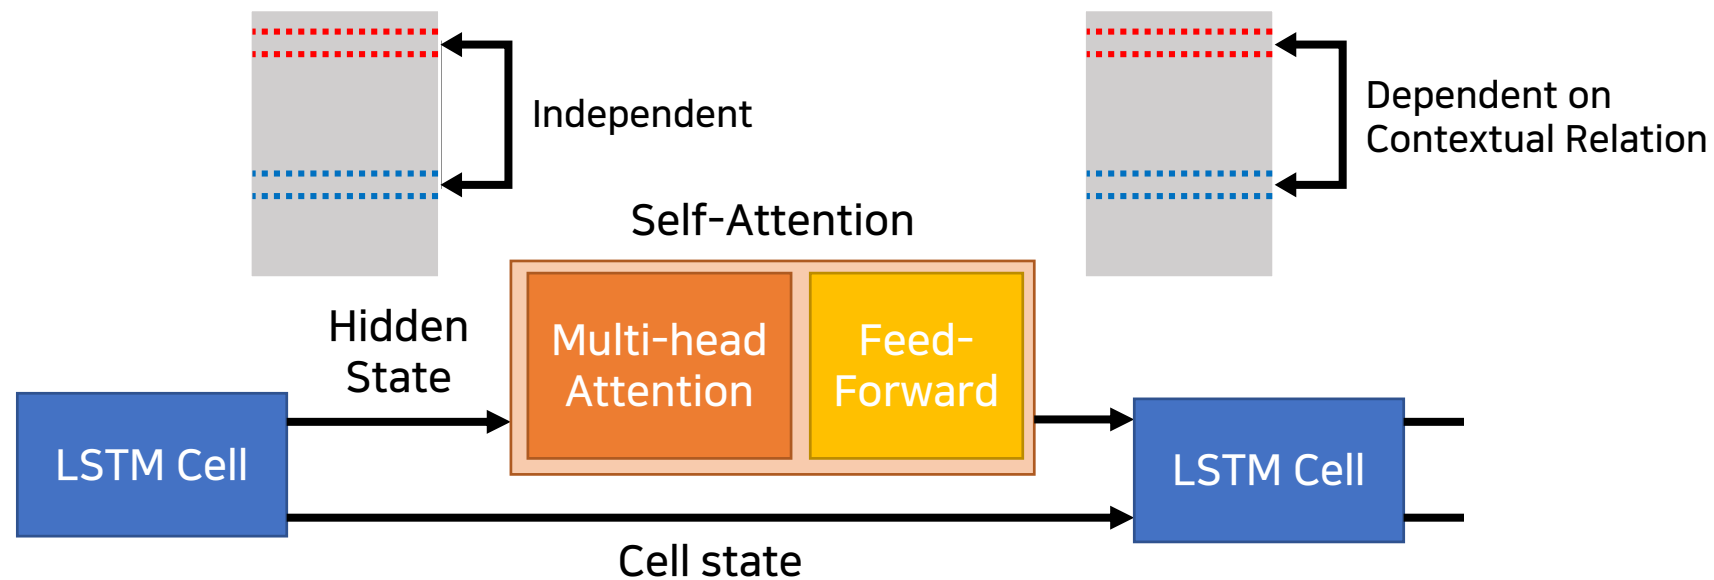 Independent
Dependent on
Contextual Relation
Self-Attention
Hidden
State
Multi-head
Attention
Feed-
Forward
LSTM Cell
LSTM Cell
Cell state